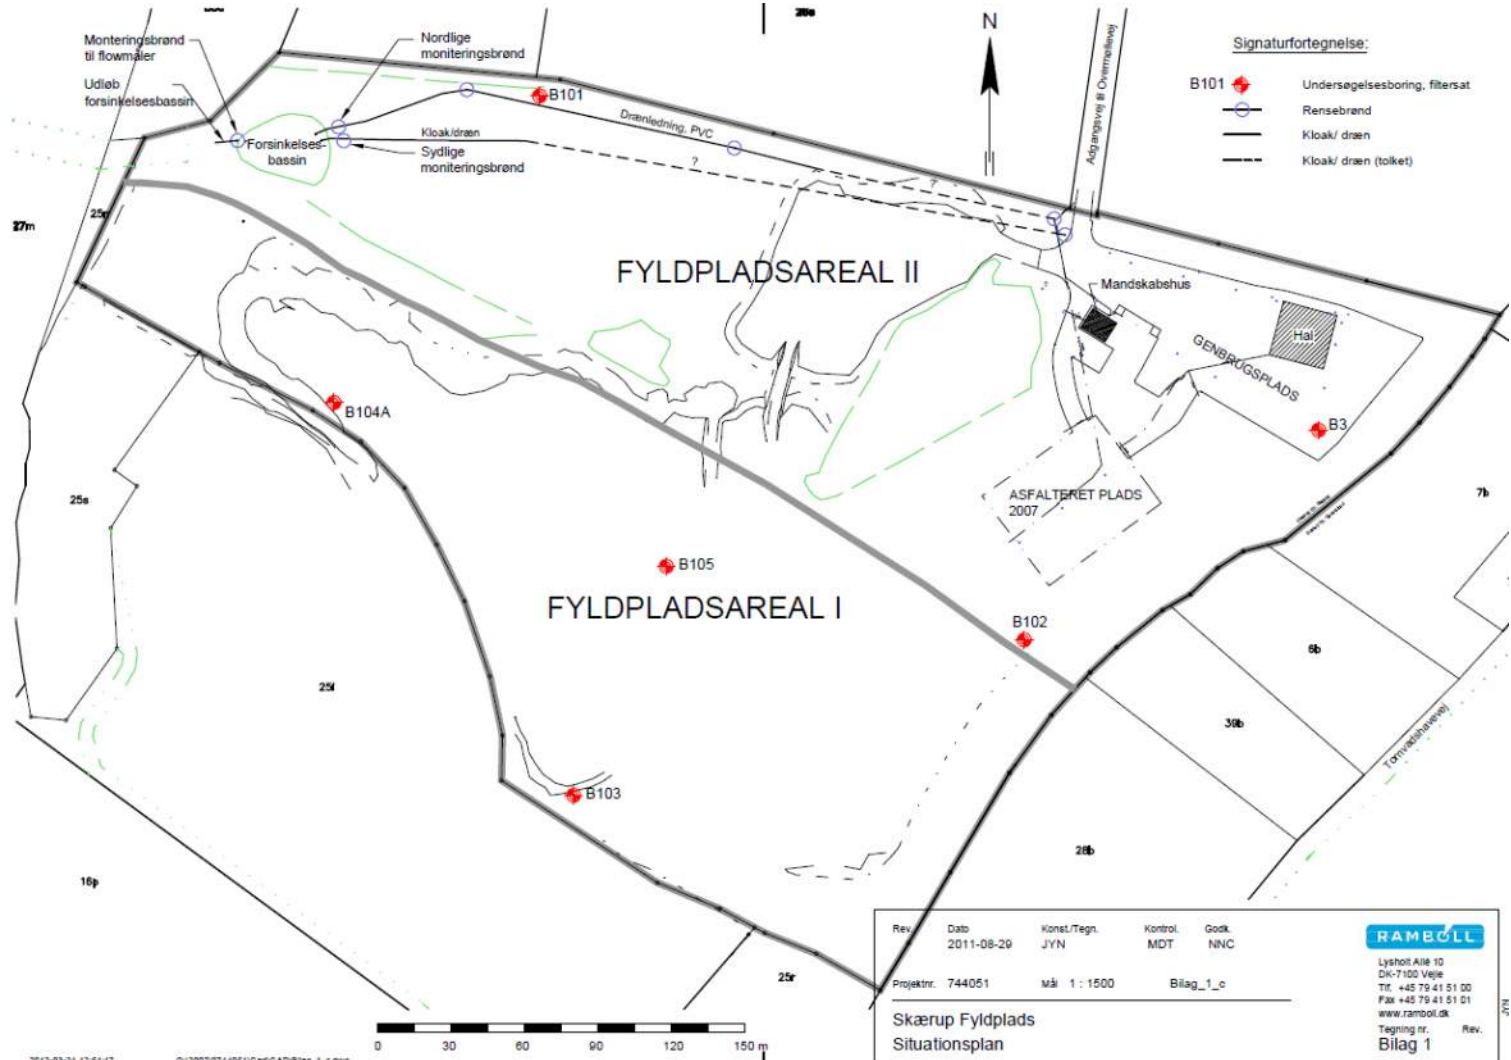 N
Monteringsbrønd
til flowmåler
Udløb
forsinkelsesbassin
Nordlige
moniteringsbrønd
B101
Forsinkelses-
bassin
Kloak/dræn
Sydlige
moniteringsbrønd
Drænledning, PVC
?
?
Adgangsvej til Overmøllevej
Signaturfortegnelse:
B101 Undersøgelsesboring, filtersat
Rensebrønd
Kloak/ dræn
Kloak/ dræn (tolket)
27m
FYLDPLADSAREAL II
Mandskabshus
Hal
GENBRUGSPLADS
B104A
B3
25s
ASFALTERET PLADS
2007
7b
B105
FYLDPLADSAREAL I
B102
6b
25l
39b
Tornvadshavevej
B103
28b
16p
25r
0 30 60 90 120 150 m
Rev. Dato Konst./Tegn. Kontrol. Godk.
2011-08-29 JYN MDT NNC
Projektnr. 744051 Mål 1 : 1500 Bilag_1_c
Skærup Fyldplads
Situationsplan
RAMBØLL
Lysholt Allé 10
DK-7100 Vejle
Tlf. +45 79 41 51 00
Fax +45 79 41 51 01
www.ramboll.dk
Tegning nr. Rev.
Bilag 1
JYN